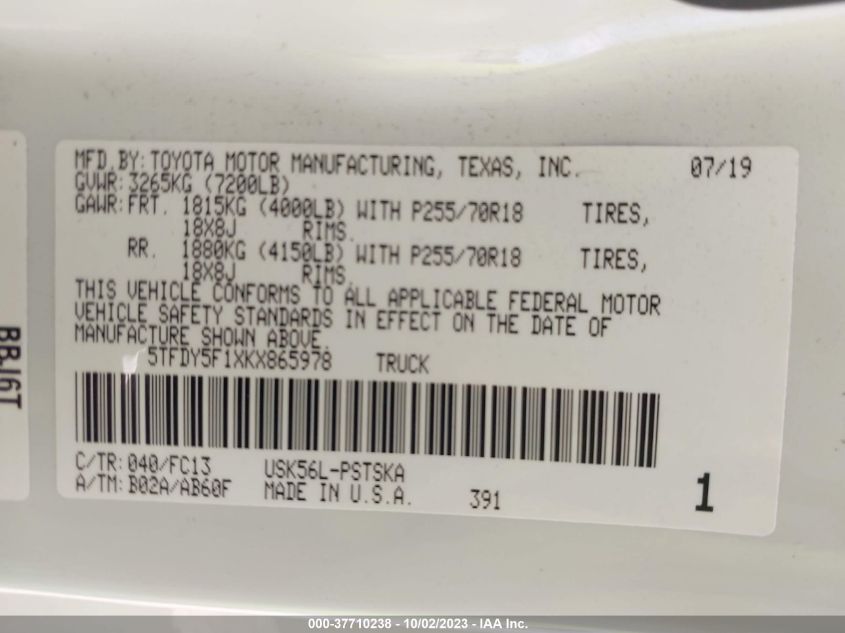 MFD.BY:TOYOTA MOTOR MANUFACTURING, TEXAS, INC. 07/19
GVWR:3265KG (7200LB)
GAWR:FRT. 1815KG (4000LB) WITH P255/70R18 TIRES,
18X8J RIMS.
RR. 1880KG (4150LB) WITH P255/70R18 TIRES,
18X8J RIMS.
THIS VEHICLE CONFORMS TO ALL APPLICABLE FEDERAL MOTOR
VEHICLE SAFETY STANDARDS IN EFFECT ON THE DATE OF
MANUFACTURE SHOWN ABOVE.
5TFDY5F1XKX865978 TRUCK
C/TR:040/FC13 USK56L-PSTSKA
A/TM:B02A/AB60F MADE IN U.S.A. 391 1
BBJ6T
000-37710238 - 10/02/2023 - IAA Inc.